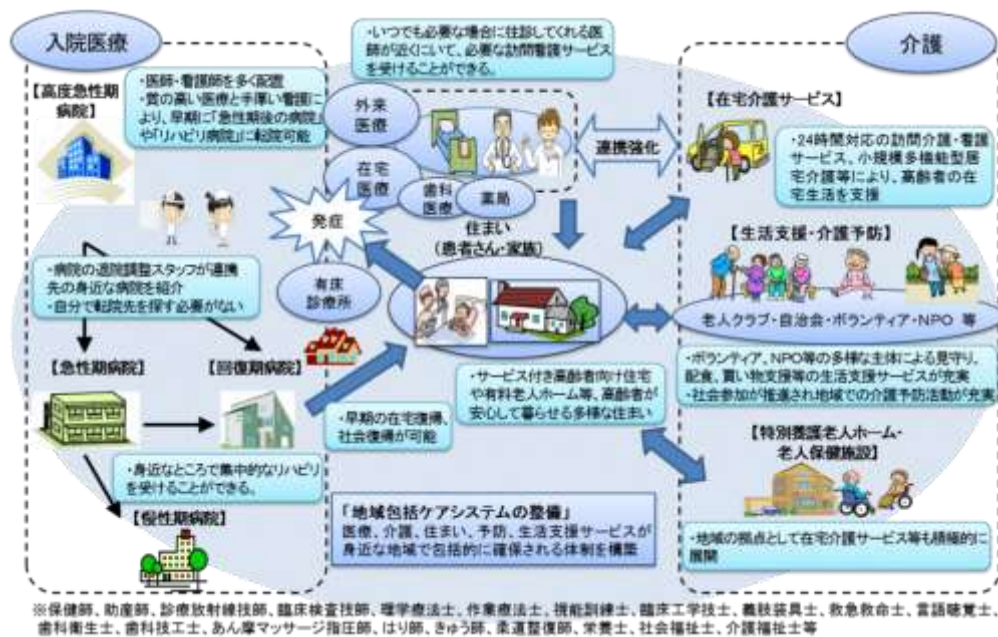 入院医療
介護
・いつでも必要な場合に往診してくれる医
師が近くにいて、必要な訪問看護サービス
を受けることができる。
【高度急性期
病院】
・医師・看護師を多く配置
・質の高い医療と手厚い看護に
より、早期に「急性期後の病院」
や「リハビリ病院」に転院可能
外来
医療
在宅
医療
歯科
医療
薬局
連携強化
【在宅介護サービス】
・24時間対応の訪問介護・看護
サービス、小規模多機能型居
宅介護等により、高齢者の在
宅生活を支援
発症
住まい
(患者さん・家族)
【生活支援・介護予防】
・病院の退院調整スタッフが連携
先の身近な病院を紹介
・自分で転院先を探す必要がない
有床
診療所
老人クラブ・自治会・ボランティア・NPO 等
【急性期病院】
【回復期病院】
・ボランティア、NPO等の多様な主体による見守り、
配食、買い物支援等の生活支援サービスが充実
・社会参加が推進され地域での介護予防活動が充実
・サービス付き高齢者向け住宅
や有料老人ホーム等、高齢者が
安心して暮らせる多様な住まい
・早期の在宅復帰、
社会復帰が可能
【特別養護老人ホーム・
老人保健施設】
・身近なところで集中的なリハビリ
を受けることができる。
【慢性期病院】
「地域包括ケアシステムの整備」
医療、介護、住まい、予防、生活支援サービスが
身近な地域で包括的に確保される体制を構築
・地域の拠点として在宅介護サービス等も積極的に
展開
※保健師、助産師、診療放射線技師、臨床検査技師、理学療法士、作業療法士、視能訓練士、臨床工学技士、義肢装具士、救急救命士、言語聴覚士、
歯科衛生士、歯科技工士、あん摩マッサージ指圧師、はり師、きゅう師、柔道整復師、栄養士、社会福祉士、介護福祉士等